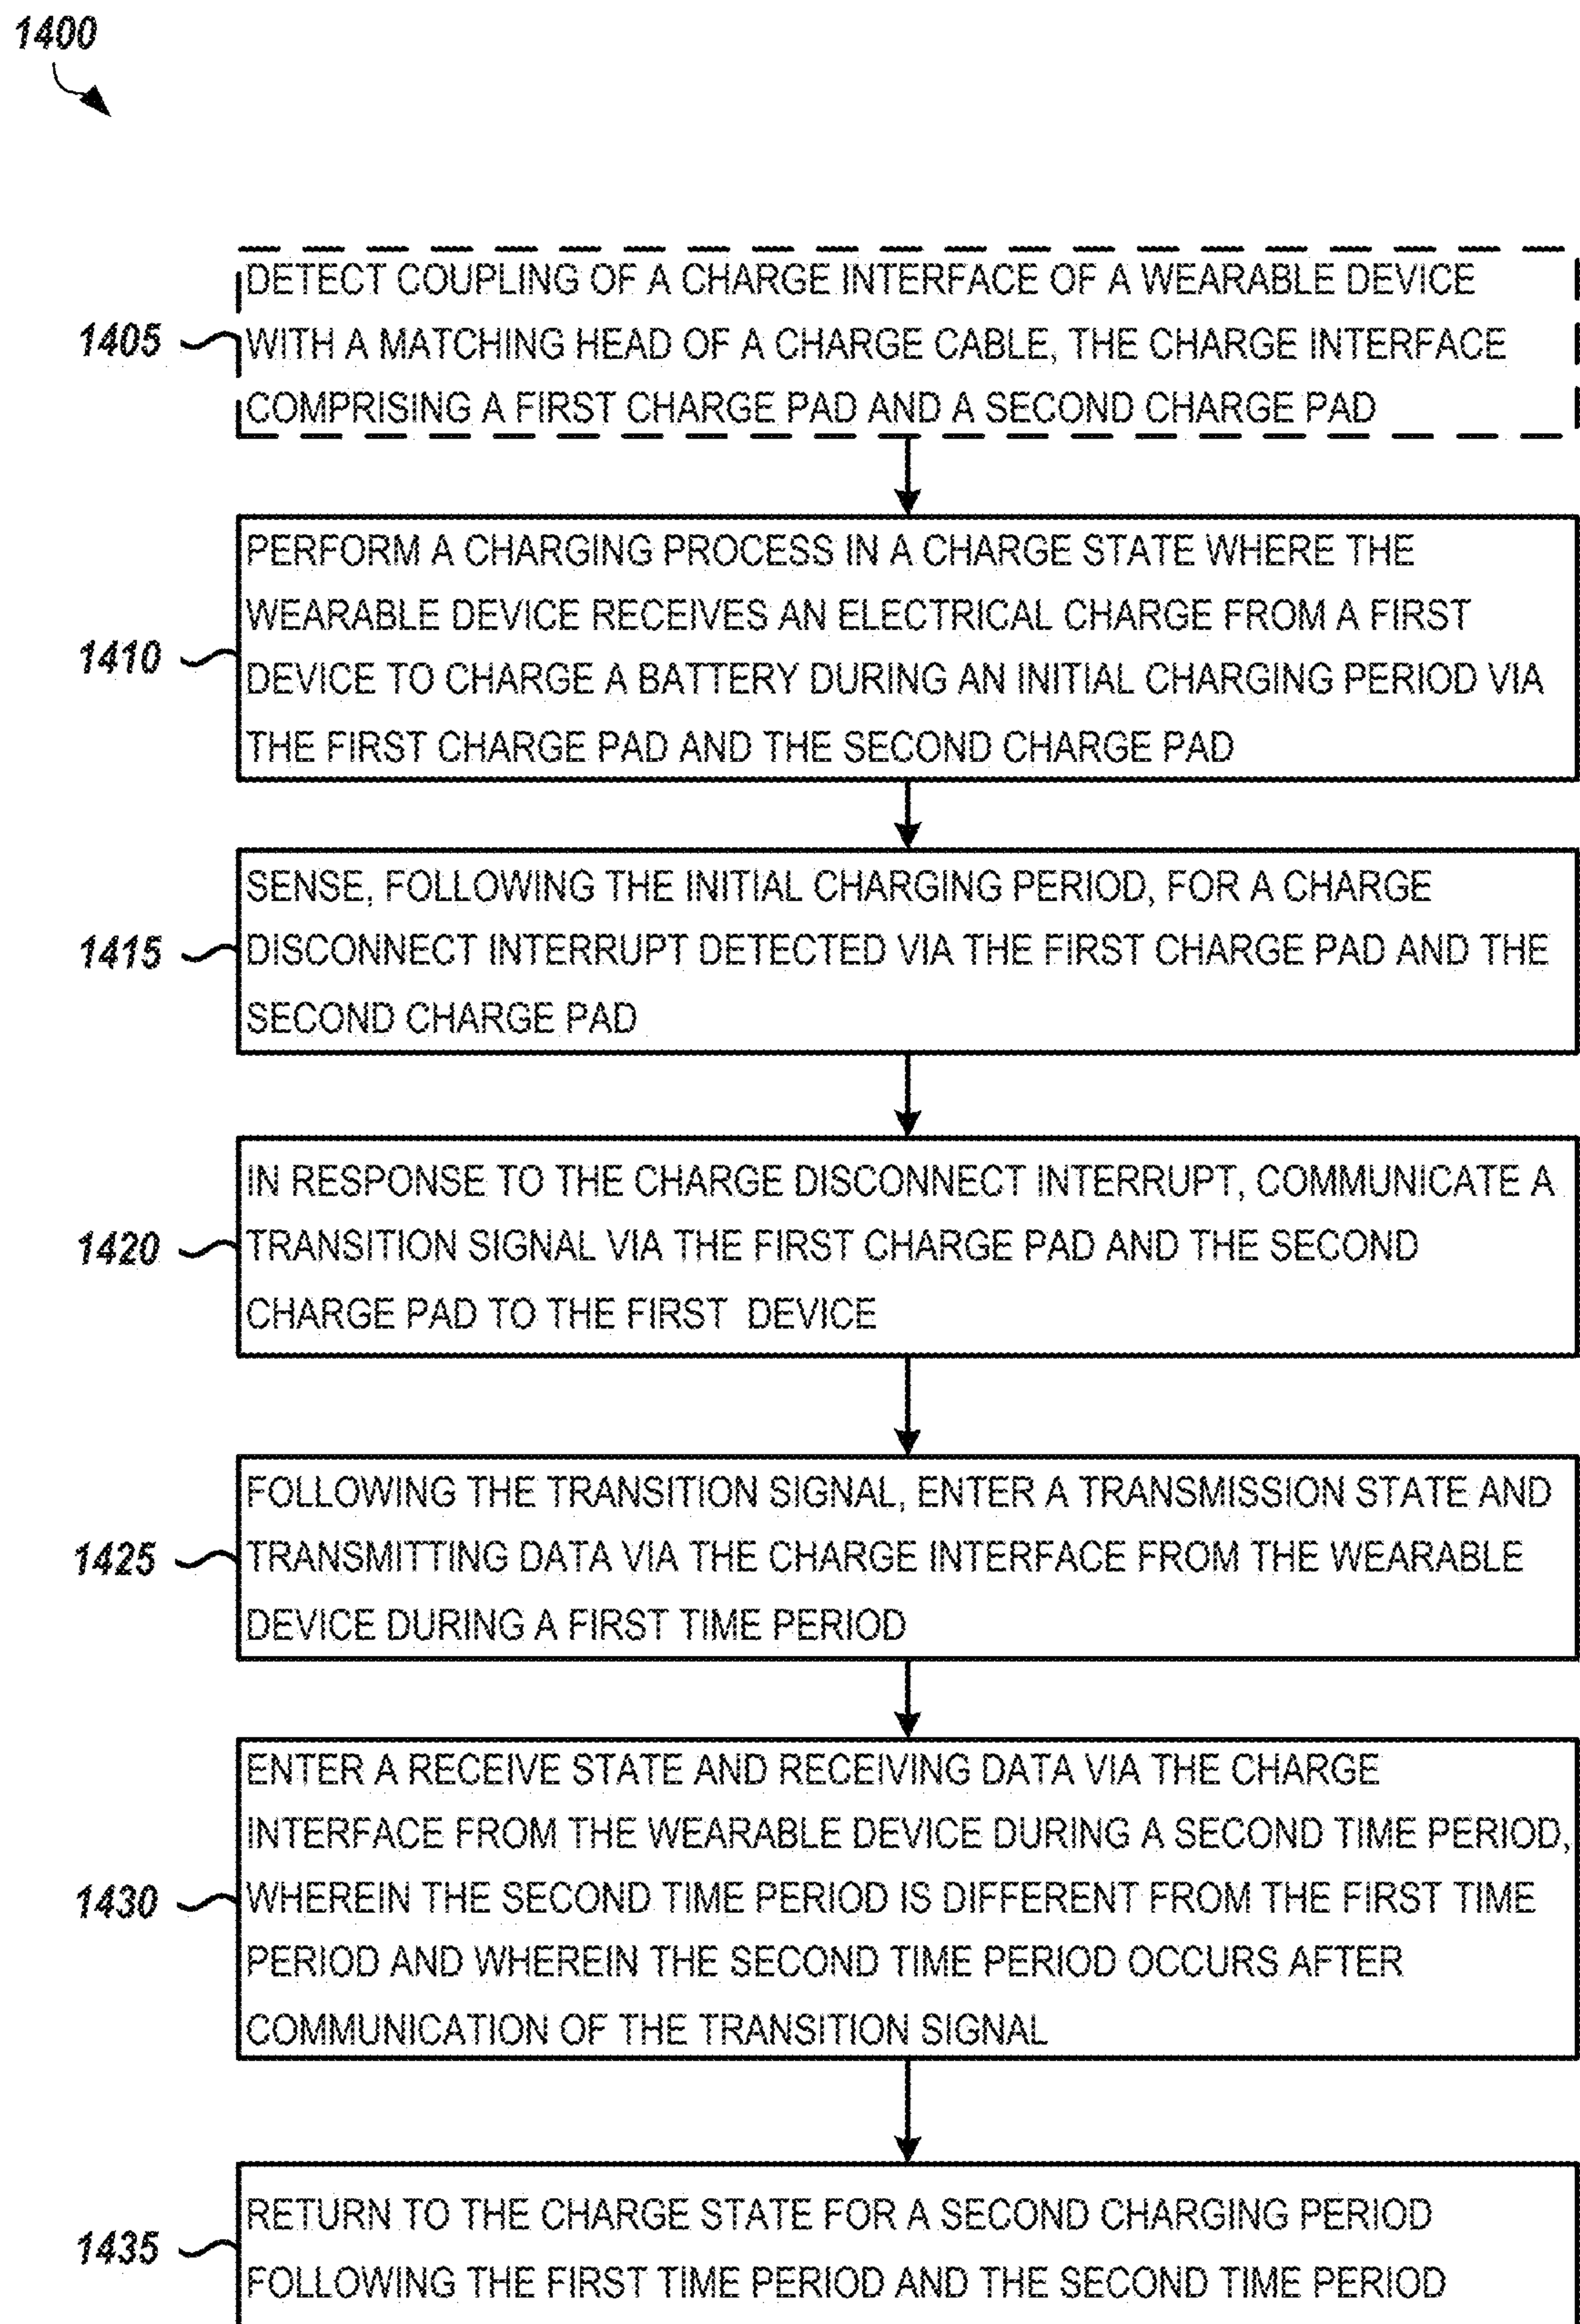 1400
DETECT COUPLING OF A CHARGE INTERFACE OF A WEARABLE DEVICE
1405 WITH A MATCHING HEAD OF A CHARGE CABLE, THE CHARGE INTERFACE
COMPRISING A FIRST CHARGE PAD AND A SECOND CHARGE PAD
PERFORM A CHARGING PROCESS IN A CHARGE STATE WHERE THE
WEARABLE DEVICE RECEIVES AN ELECTRICAL CHARGE FROM A FIRST
1410 DEVICE TO CHARGE A BATTERY DURING AN INITIAL CHARGING PERIOD VIA
THE FIRST CHARGE PAD AND THE SECOND CHARGE PAD
SENSE, FOLLOWING THE INITIAL CHARGING PERIOD, FOR A CHARGE
1415 DISCONNECT INTERRUPT DETECTED VIA THE FIRST CHARGE PAD AND THE
SECOND CHARGE PAD
IN RESPONSE TO THE CHARGE DISCONNECT INTERRUPT, COMMUNICATE A
1420 TRANSITION SIGNAL VIA THE FIRST CHARGE PAD AND THE SECOND
CHARGE PAD TO THE FIRST DEVICE
FOLLOWING THE TRANSITION SIGNAL, ENTER A TRANSMISSION STATE AND
1425 TRANSMITTING DATA VIA THE CHARGE INTERFACE FROM THE WEARABLE
DEVICE DURING A FIRST TIME PERIOD
ENTER A RECEIVE STATE AND RECEIVING DATA VIA THE CHARGE
INTERFACE FROM THE WEARABLE DEVICE DURING A SECOND TIME PERIOD,
1430 WHEREIN THE SECOND TIME PERIOD IS DIFFERENT FROM THE FIRST TIME
PERIOD AND WHEREIN THE SECOND TIME PERIOD OCCURS AFTER
COMMUNICATION OF THE TRANSITION SIGNAL
RETURN TO THE CHARGE STATE FOR A SECOND CHARGING PERIOD
1435 FOLLOWING THE FIRST TIME PERIOD AND THE SECOND TIME PERIOD